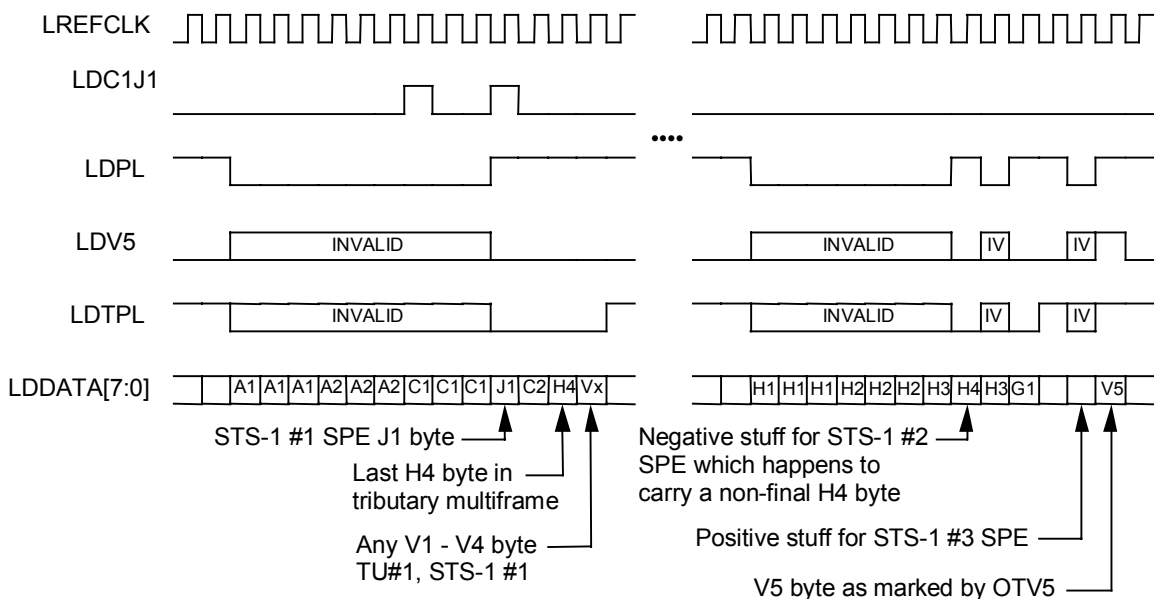 LREFCLK
LDC1J1
••••
LDPL
LDV5 INVALID INVALID IV IV
LDTPL INVALID INVALID IV IV
LDDATA[7:0] A1 A1 A1 A2 A2 A2 C1 C1 C1 J1 C2 H4 Vx H1 H1 H1 H2 H2 H2 H3 H4 H3 G1 V5
STS-1 #1 SPE J1 byte
Last H4 byte in
tributary multiframe
Any V1 - V4 byte
TU#1, STS-1 #1
Negative stuff for STS-1 #2
SPE which happens to
carry a non-final H4 byte
Positive stuff for STS-1 #3 SPE
V5 byte as marked by OTV5